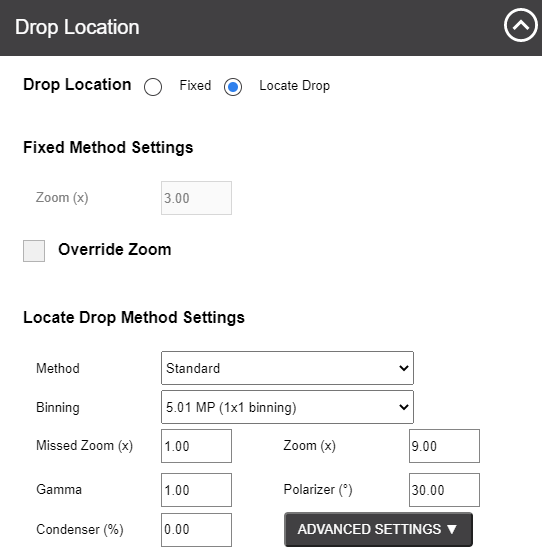 Drop Location
Drop Location Fixed Locate Drop
Fixed Method Settings
Zoom (x) 3.00
Override Zoom
Locate Drop Method Settings
Method Standard
Binning 5.01 MP (1x1 binning)
Missed Zoom (x) 1.00 Zoom (x) 9.00
Gamma 1.00 Polarizer (°) 30.00
Condenser (%) 0.00 ADVANCED SETTINGS ▼